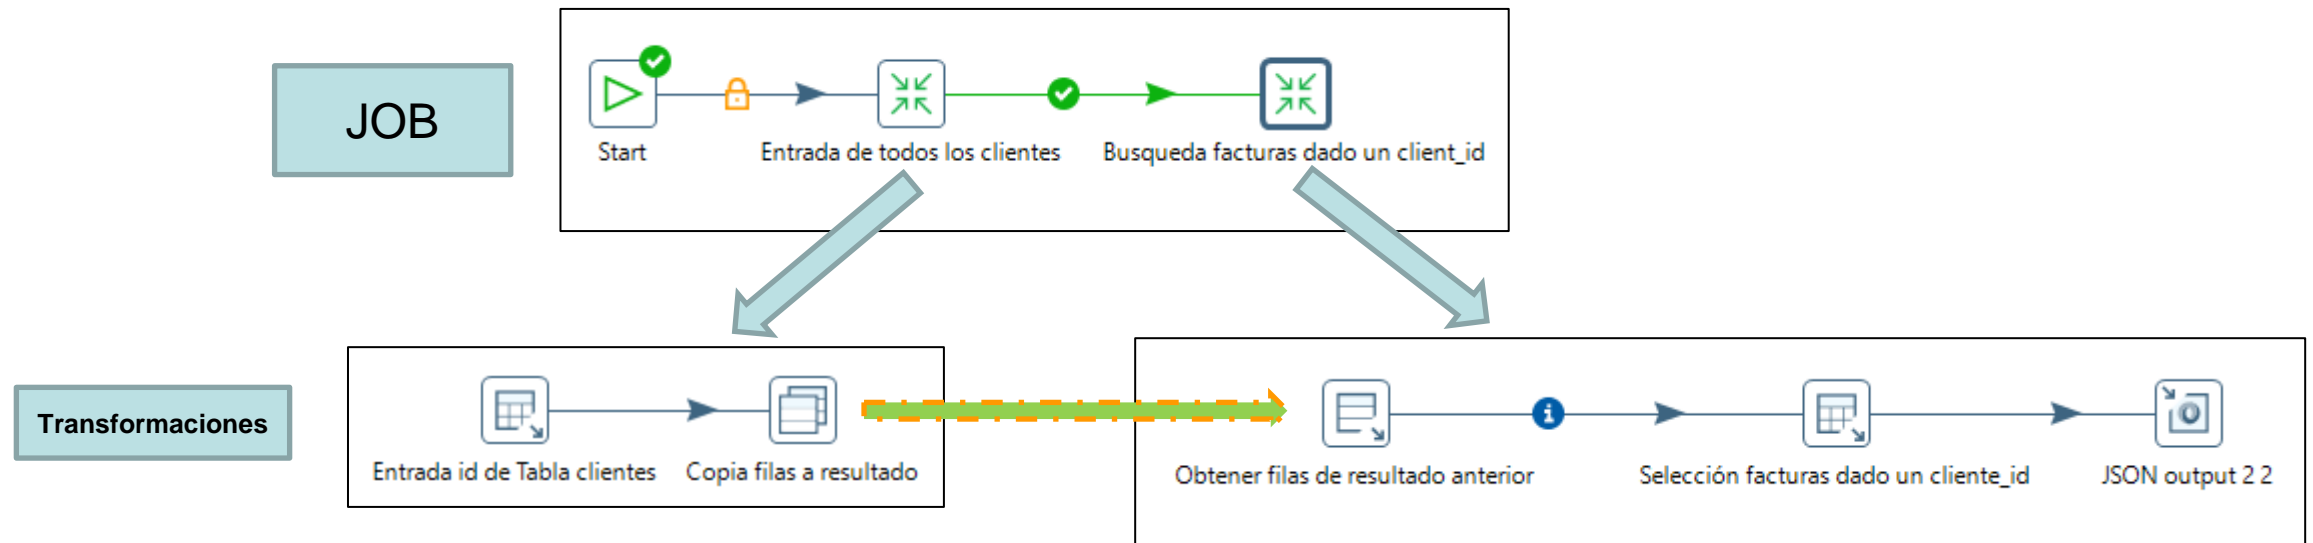 JOB
Start
Entrada de todos los clientes
Busqueda facturas dado un client_id
Transformaciones
Entrada id de Tabla clientes
Copia filas a resultado
Obtener filas de resultado anterior
Selección facturas dado un cliente_id
JSON output 2 2